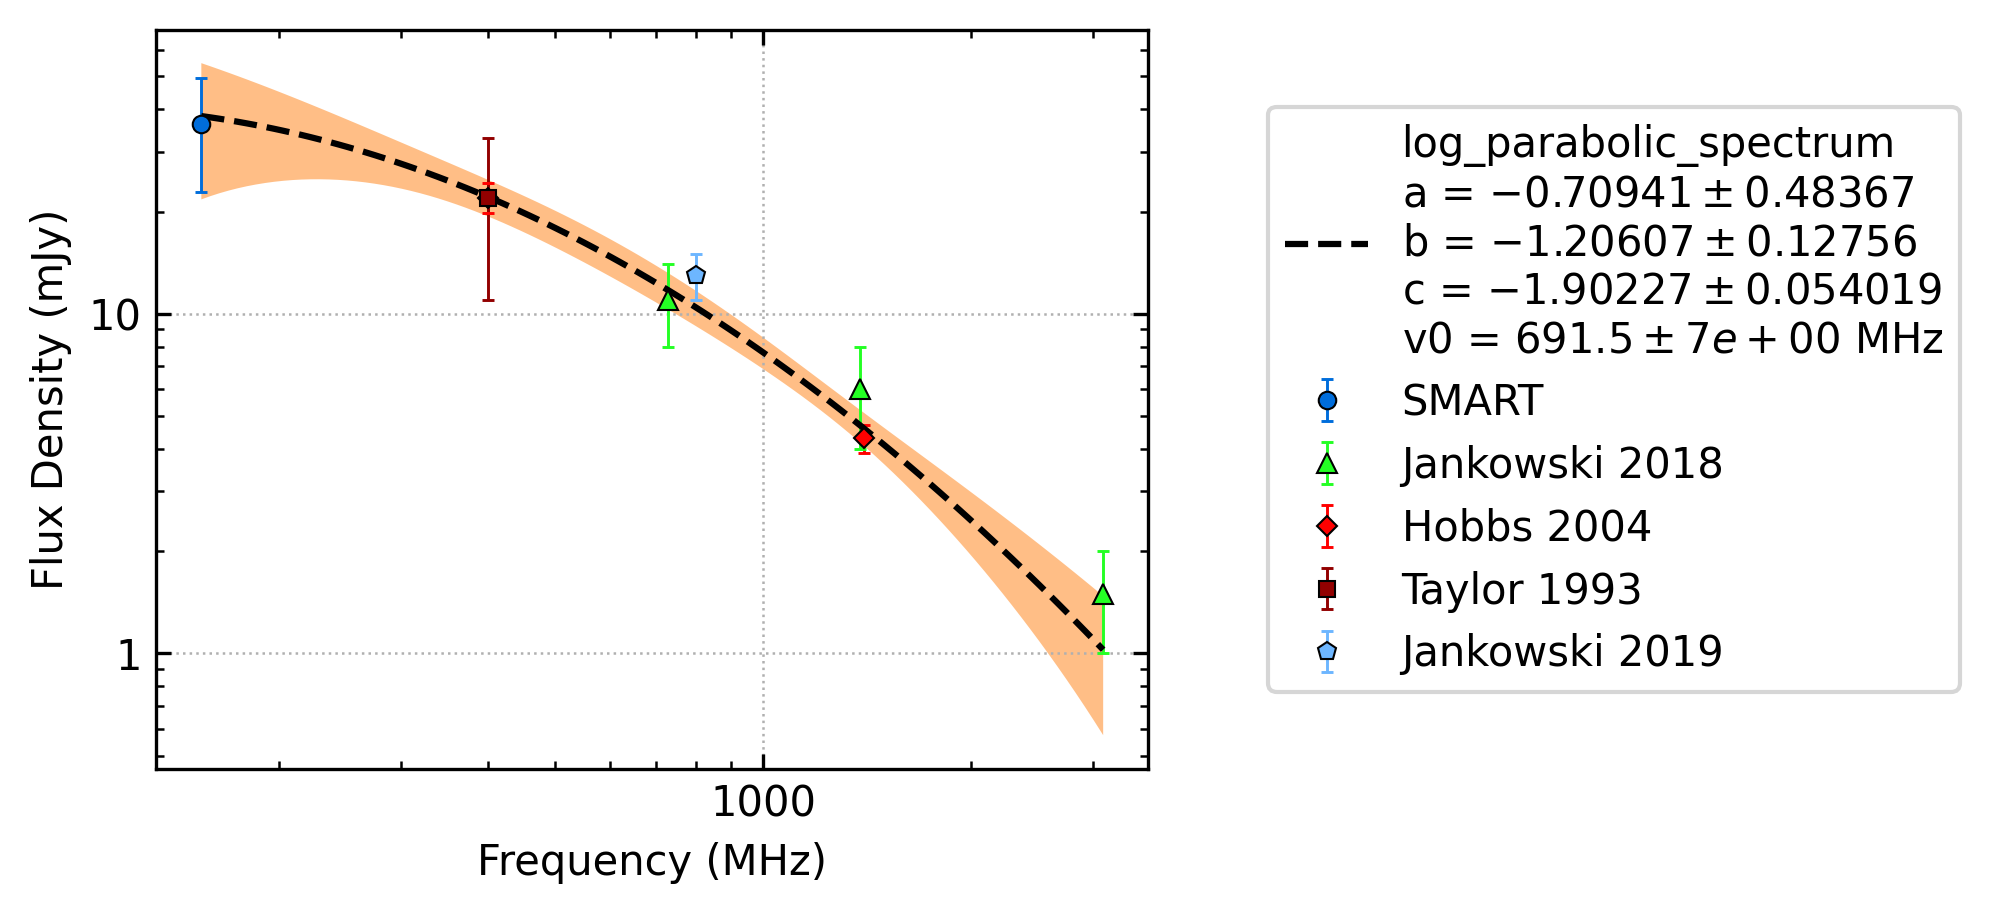 Flux Density (mJy)
10
1
1000
Frequency (MHz)
log_parabolic_spectrum
a = −0.70941 ± 0.48367
b = −1.20607 ± 0.12756
c = −1.90227 ± 0.054019
v0 = 691.5 ± 7e + 00 MHz
SMART
Jankowski 2018
Hobbs 2004
Taylor 1993
Jankowski 2019